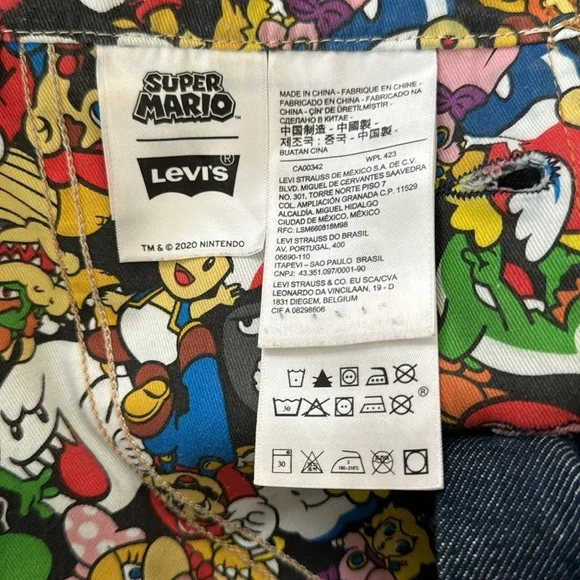 SUPER
MARIO™
LEVI'S®
TM & © 2020 NINTENDO
MADE IN CHINA - FABRIQUE EN CHINE -
FABRICADO EN CHINA - FABRICADO NA
CHINA - ÇİN' DE ÜRETİLMİŞTİR -
СДЕЛАНО В КИТАЕ -
中国制造 - 中國製 -
제조국: 중국 - 中国製 -
BUATAN CINA
CA00342 WPL 423
LEVI STRAUSS DE MÉXICO S.A. DE C.V.
BLVD. MIGUEL DE CERVANTES SAAVEDRA
NO. 301, TORRE NORTE PISO 7
COL. AMPLIACIÓN GRANADA C.P. 11529
ALCALDÍA. MIGUEL HIDALGO
CIUDAD DE MÉXICO, MÉXICO
RFC: LSM660818M98
LEVI STRAUSS DO BRASIL
AV. PORTUGAL, 400
06690-110
ITAPEVI - SAO PAULO BRASIL
CNPJ: 43.351.097/0001-90
LEVI STRAUSS & CO. EU SCA/CVA
LEONARDO DA VINCILAAN, 19 - D
1831 DIEGEM, BELGIUM
CIF A 08298606
30 ®
30 180-210°C